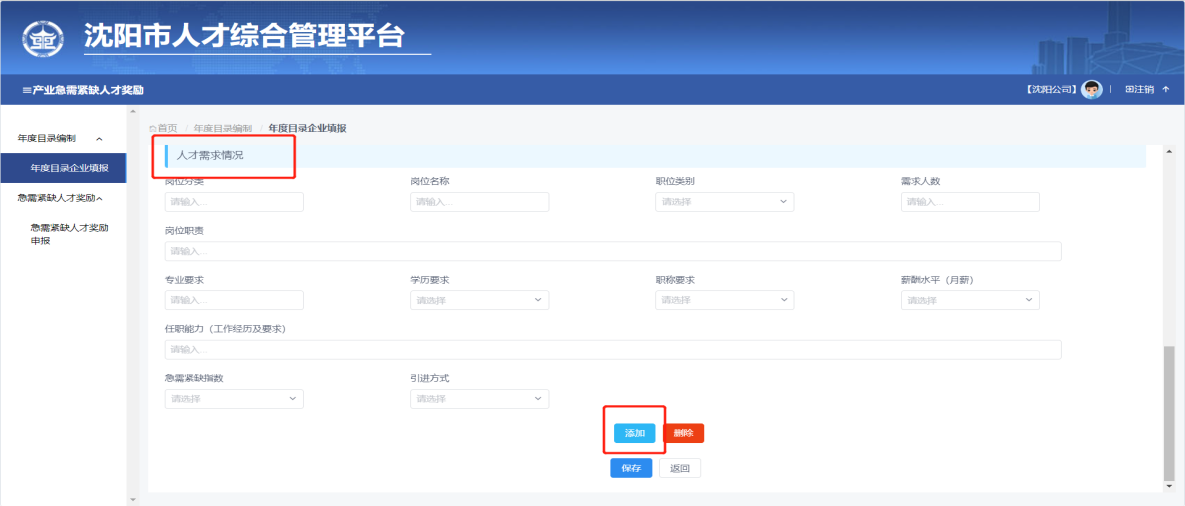 沈阳市人才综合管理平台
≡产业急需紧缺人才奖励
【沈阳公司】 | 注销
年度目录编制
年度目录企业填报
急需紧缺人才奖励
急需紧缺人才奖励
申报
首页 / 年度目录编制 / 年度目录企业填报
人才需求情况
岗位分类 岗位名称 职位类别 需求人数
请输入... 请输入... 请选择 请输入...
岗位职责
请输入...
专业要求 学历要求 职称要求 薪酬水平（月薪）
请输入... 请选择 请选择 请选择
任职能力（工作经历及要求）
请输入...
急需紧缺指数 引进方式
请选择 请选择
添加 删除
保存 返回